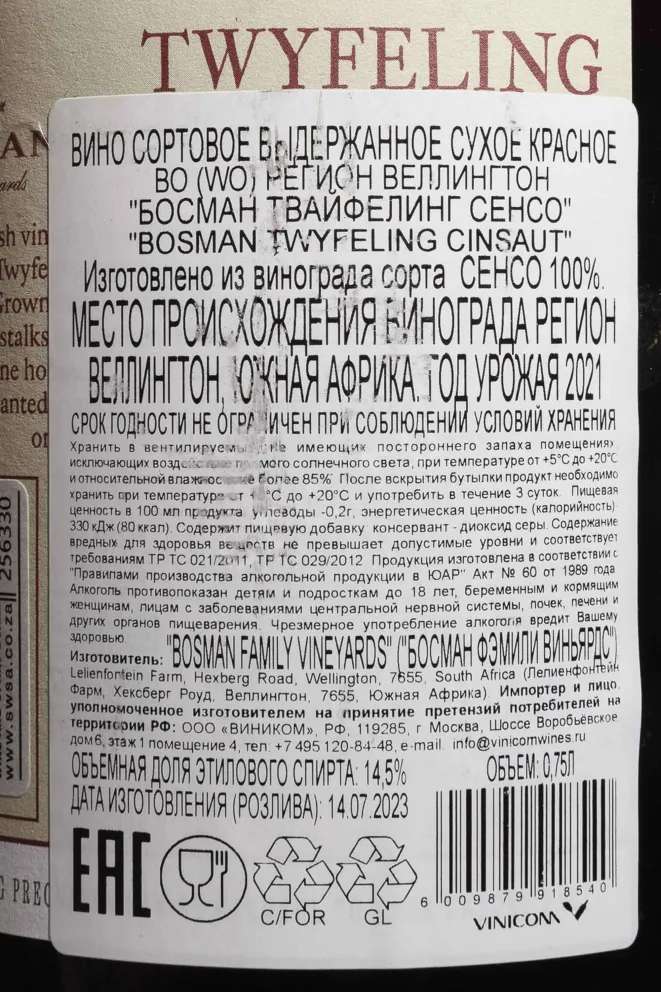 TWYFELING
ВИНО СОРТОВОЕ ВЫДЕРЖАННОЕ СУХОЕ КРАСНОЕ
ВО (WO) РЕГИОН ВЕЛЛИНГТОН
"БОСМАН ТВАЙФЕЛИНГ СЕНСО"
"BOSMAN TWYFELING CINSAUT"
Изготовлено из винограда сорта СЕНСО 100%.
МЕСТО ПРОИСХОЖДЕНИЯ ВИНОГРАДА РЕГИОН
ВЕЛЛИНГТОН, ЮЖНАЯ АФРИКА. ГОД УРОЖАЯ 2021
СРОК ГОДНОСТИ НЕ ОГРАНИЧЕН ПРИ СОБЛЮДЕНИИ УСЛОВИЙ ХРАНЕНИЯ
Хранить в вентилируемых, не имеющих постороннего запаха помещениях,
исключающих воздействие прямого солнечного света, при температуре от +5°C до +20°C
и относительной влажности не более 85% После вскрытия бутылки продукт необходимо
хранить при температуре от + °C до +20°C и употребить в течение 3 суток. Пищевая
ценность в 100 мл продукта углеводы -0,2г, энергетическая ценность (калорийность)
330 кДж (80 ккал). Содержит пищевую добавку консервант - диоксид серы. Содержание
вредных для здоровья веществ не превышает допустимые уровни и соответствует
требованиям ТР ТС 021/2011, ТР ТС 029/2012 Продукция изготовлена в соответствии с
"Правилами производства алкогольной продукции в ЮАР" Акт № 60 от 1989 года
Алкоголь противопоказан детям и подросткам до 18 лет, беременным и кормящим
женщинам, лицам с заболеваниями центральной нервной системы, почек, печени и
других органов пищеварения. Чрезмерное употребление алкоголя вредит Вашему
здоровью.
Изготовитель: "BOSMAN FAMILY VINEYARDS" ("БОСМАН ФЭМИЛИ ВИНЬЯРДС")
Lelienfontein Farm, Hexberg Road, Wellington, 7655, South Africa (Лелиенфонтейн
Фарм, Хексберг Роуд, Веллингтон, 7655, Южная Африка) Импортер и лицо,
уполномоченное изготовителем на принятие претензий потребителей на
территории РФ: ООО «ВИНИКОМ», РФ, 119285, г Москва, Шоссе Воробьёвское
дом6, этаж 1 помещение 4, тел: +7 495 120-84-48, e-mail. info@vinicomwines.ru
ОБЪЕМНАЯ ДОЛЯ ЭТИЛОВОГО СПИРТА: 14,5% ОБЪЕМ: 0,75Л
ДАТА ИЗГОТОВЛЕНИЯ (РОЗЛИВА): 14.07.2023
EAC
C/FOR GL
6 009879 918540
VINICOM
www.swsa.co.za 256330